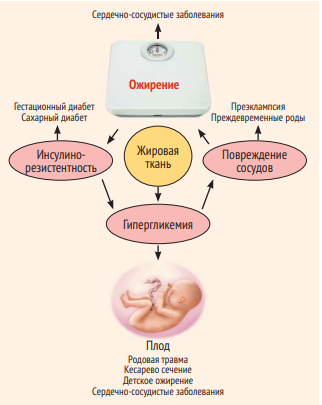 Сердечно-сосудистые заболевания
Ожирение
Гестационный диабет
Сахарный диабет
Преэклампсия
Преждевременные роды
Инсулино-
резистентность
Жировая
ткань
Повреждение
сосудов
Гипергликемия
Плод
Родовая травма
Кесарево сечение
Детское ожирение
Сердечно-сосудистые заболевания